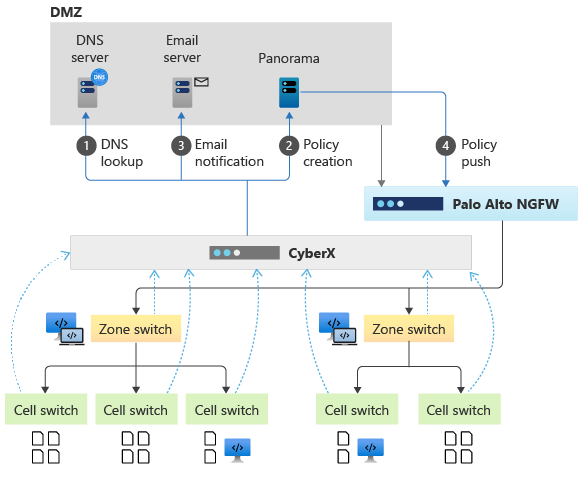 DMZ
DNS
server
Email
server
Panorama
DNS
1 DNS
lookup
3 Email
notification
2 Policy
creation
4 Policy
push
Palo Alto NGFW
CyberX
</>
</>
Zone switch
</>
</>
Zone switch
Cell switch
Cell switch
Cell switch
Cell switch
Cell switch
</>
</>